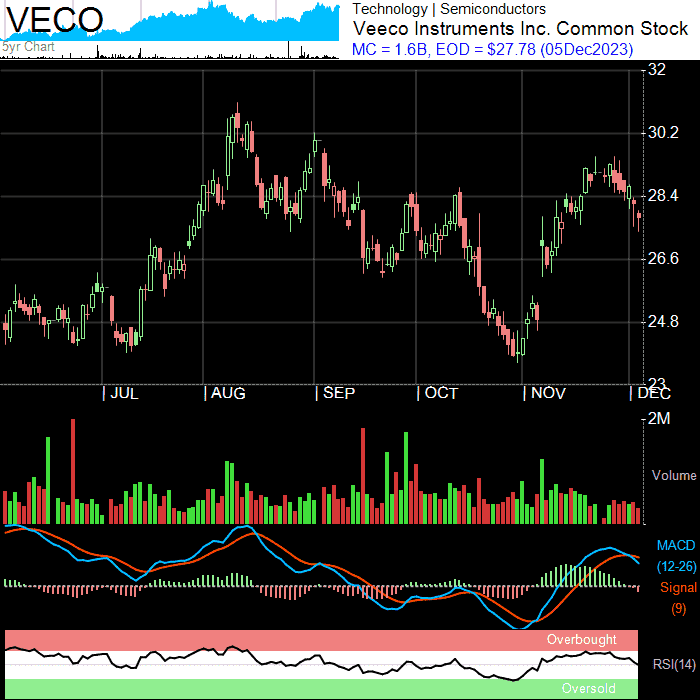 VECO
5yr Chart
Technology | Semiconductors
Veeco Instruments Inc. Common Stock
MC = 1.6B, EOD = $27.78 (05Dec2023)
32
30.2
28.4
26.6
24.8
23
JUL
AUG
SEP
OCT
NOV
DEC
2M
Volume
MACD
(12-26)
Signal
(9)
Overbought
RSI(14)
Oversold